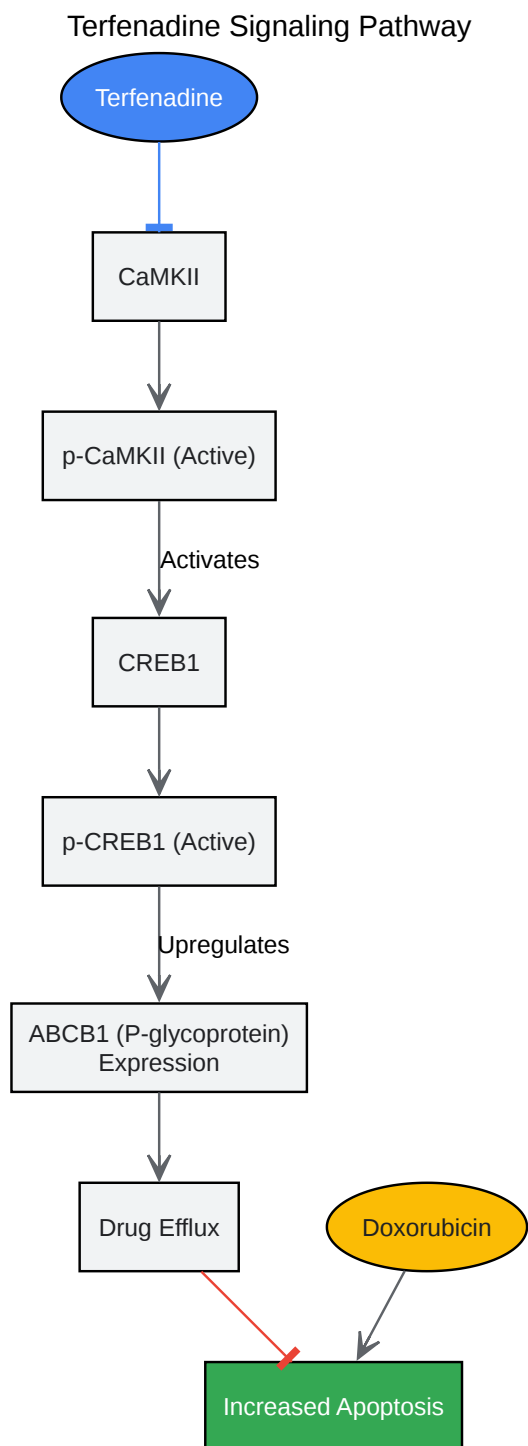 Terfenadine Signaling Pathway
Terfenadine
CaMKII
p-CaMKII (Active)
Activates
CREB1
p-CREB1 (Active)
Upregulates
ABCB1 (P-glycoprotein)
Expression
Drug Efflux
Doxorubicin
Increased Apoptosis